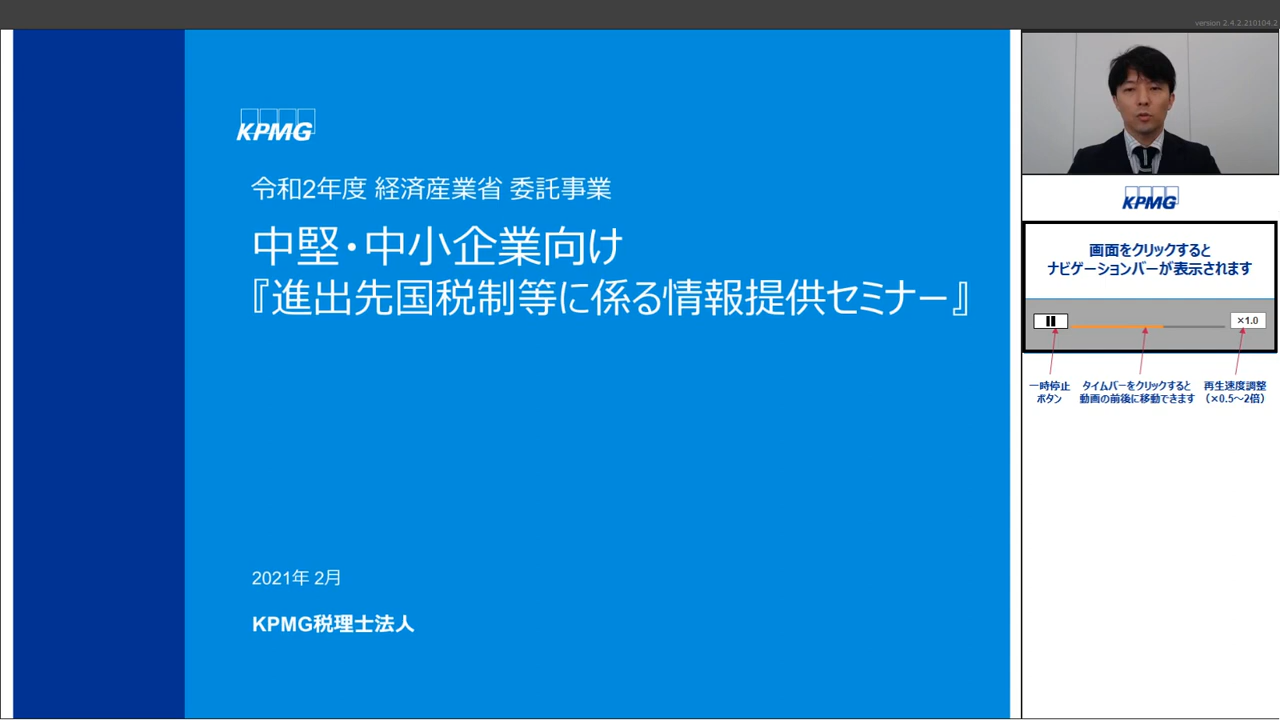 version 2.4.2.210104.2
KPMG
令和2年度 経済産業省 委託事業
中堅・中小企業向け
『進出先国税制等に係る情報提供セミナー』
2021年 2月
KPMG税理士法人
KPMG
画面をクリックすると
ナビゲーションバーが表示されます
×1.0
一時停止
ボタン
タイムバーをクリックすると
動画の前後に移動できます
再生速度調整
(×0.5～2倍)